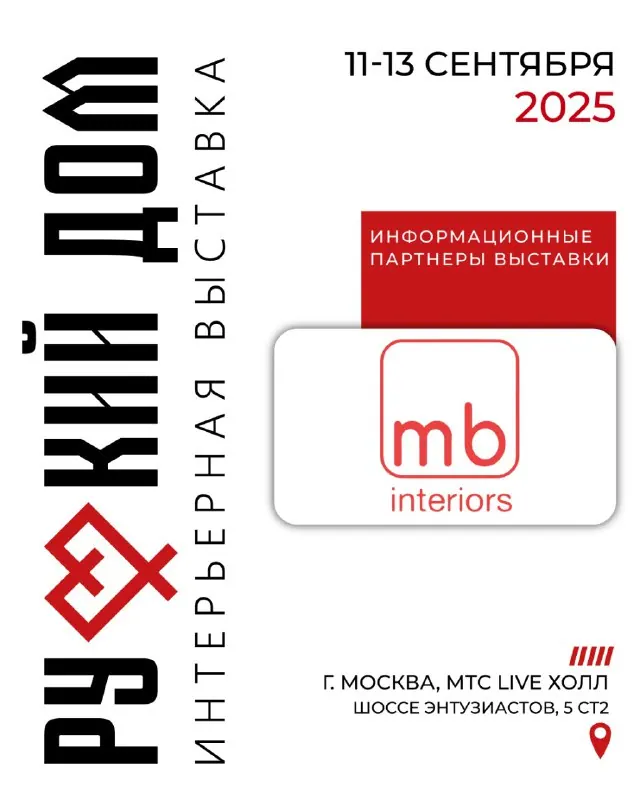 РУССКИЙ ДОМ
ИНТЕРЬЕРНАЯ ВЫСТАВКА
11-13 СЕНТЯБРЯ
2025
ИНФОРМАЦИОННЫЕ
ПАРТНЕРЫ ВЫСТАВКИ
mb
interiors
Г. МОСКВА, МТС LIVE ХОЛЛ
ШОССЕ ЭНТУЗИАСТОВ, 5 СТ2